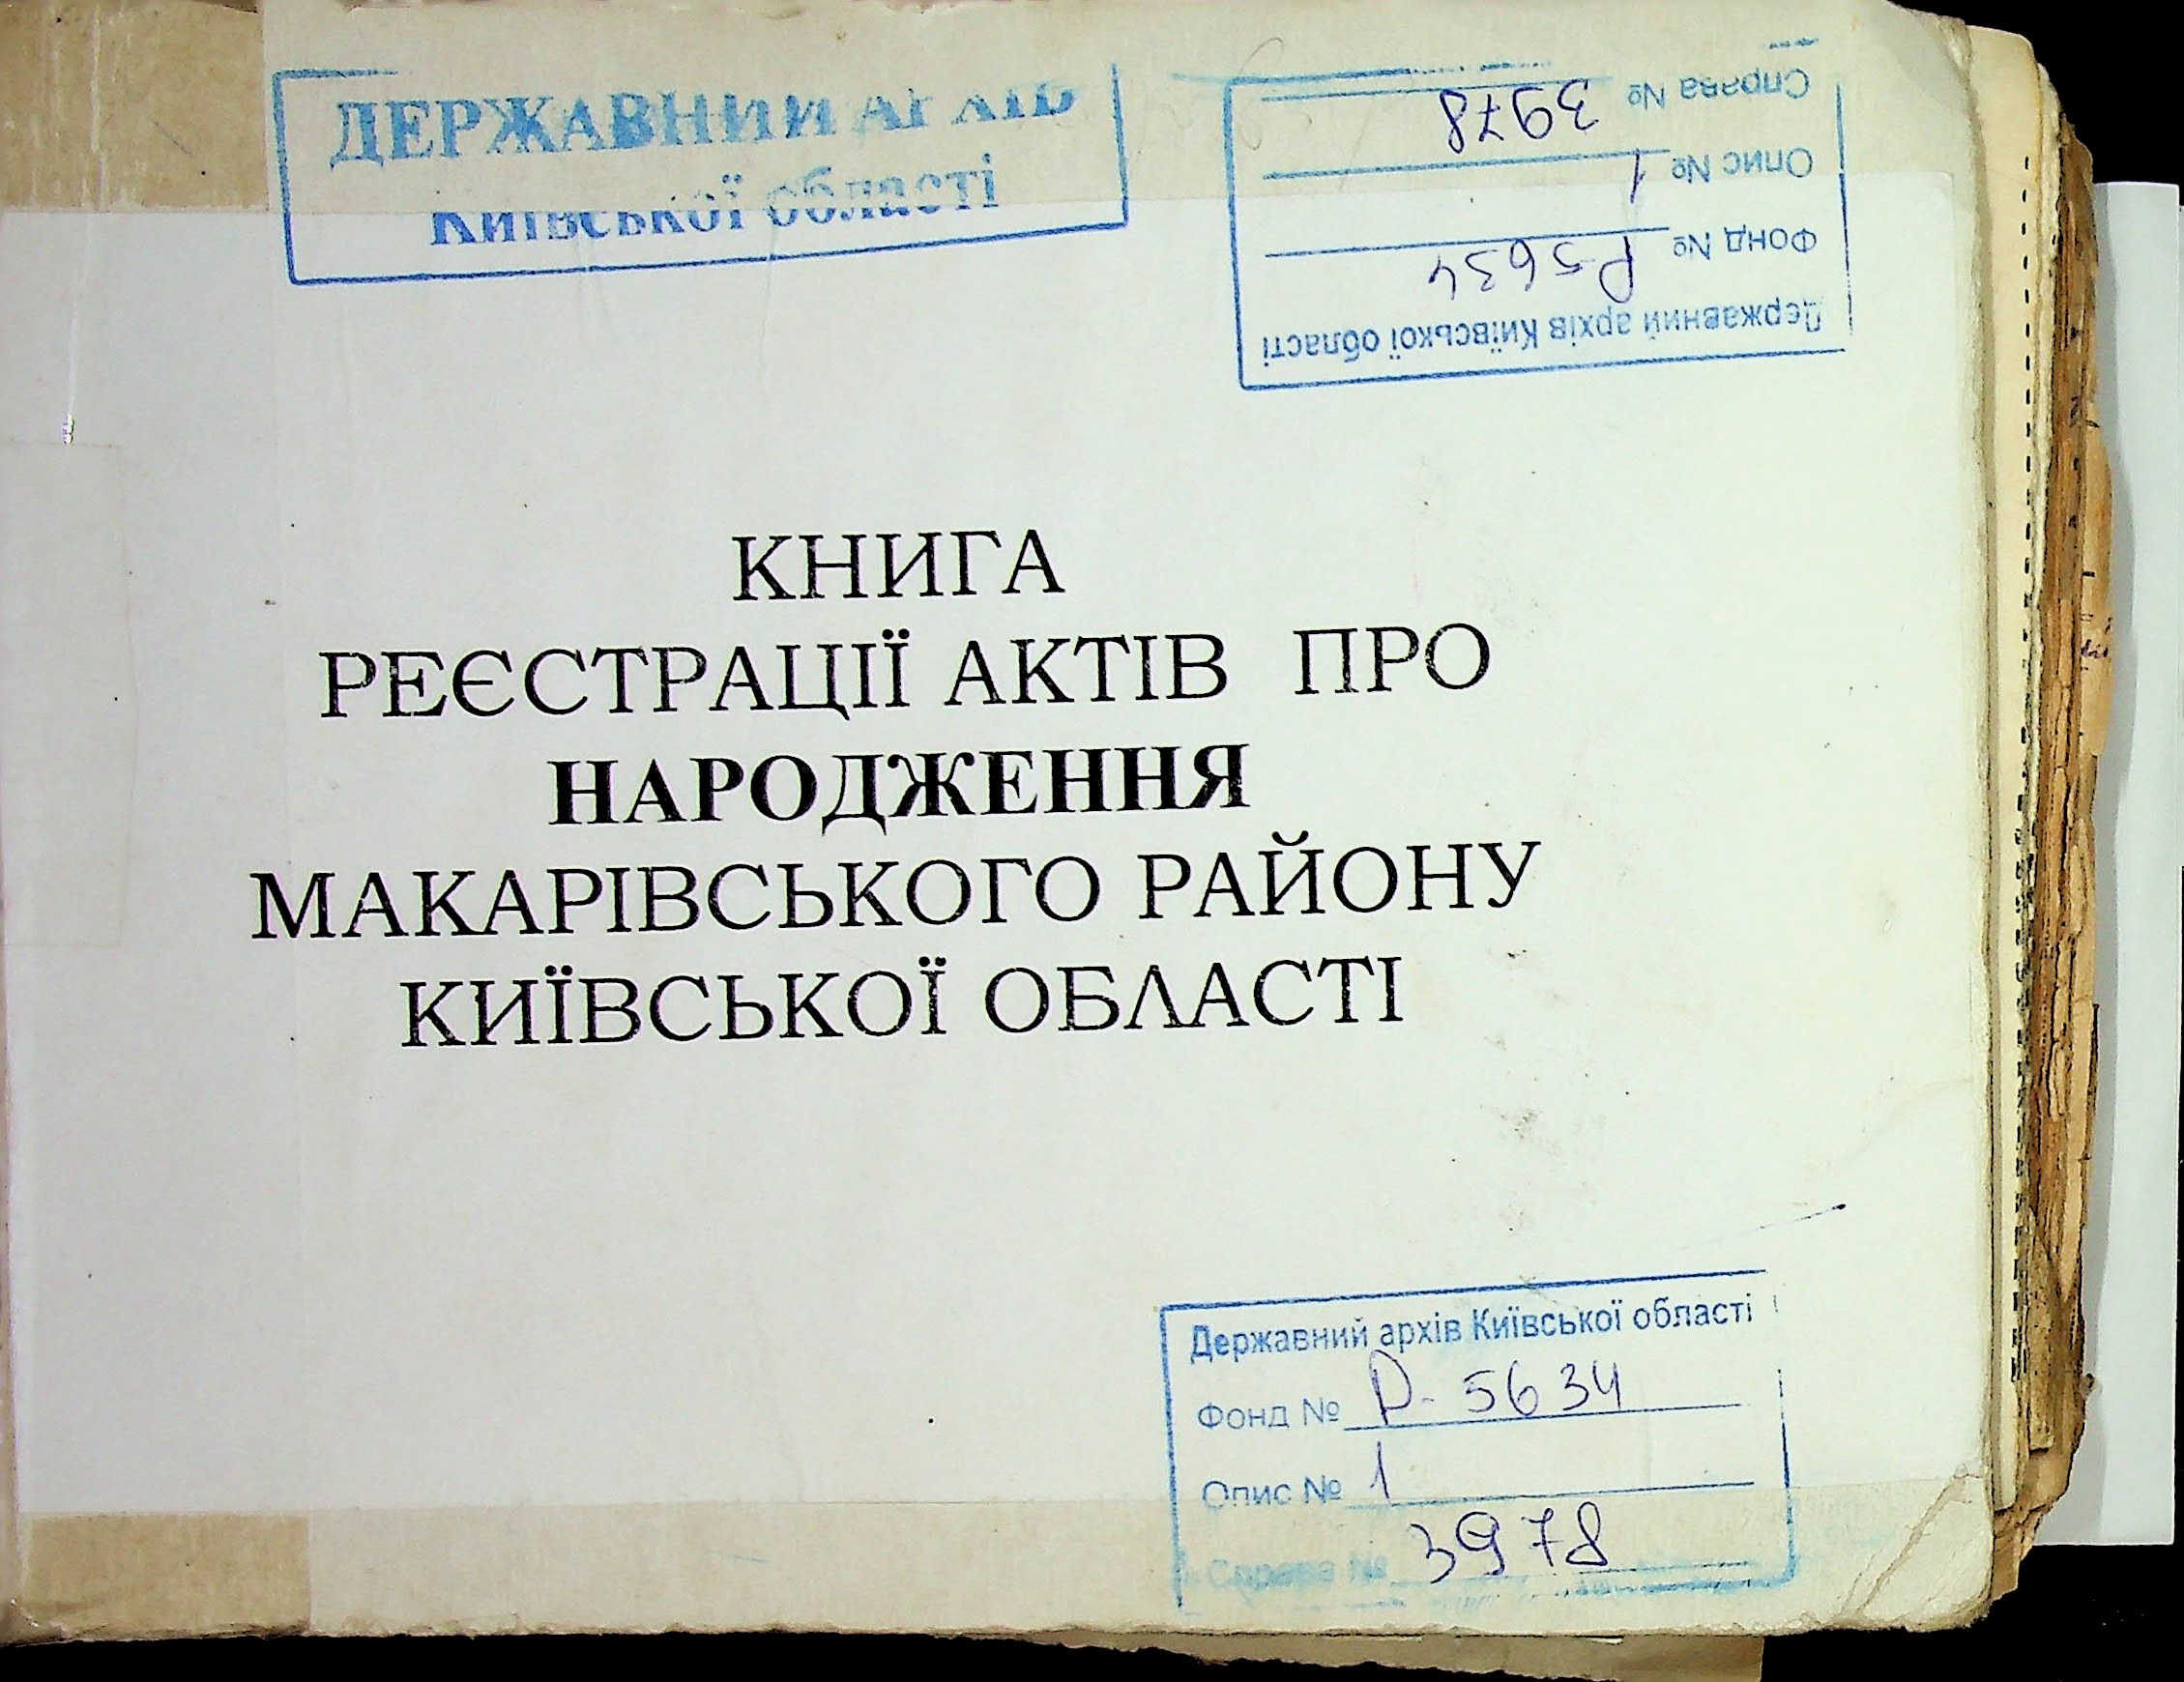 ДЕРЖАВНИЙ АРХІВ
Київської області
Справа № 3978
Опис № 1
Фонд № Р-5634
Державний архів Київської області
КНИГА
РЕЄСТРАЦІЇ АКТІВ ПРО
НАРОДЖЕННЯ
МАКАРІВСЬКОГО РАЙОНУ
КИЇВСЬКОЇ ОБЛАСТІ
Державний архів Київської області
Фонд № Р-5634
Опис № 1
Справа № 3978